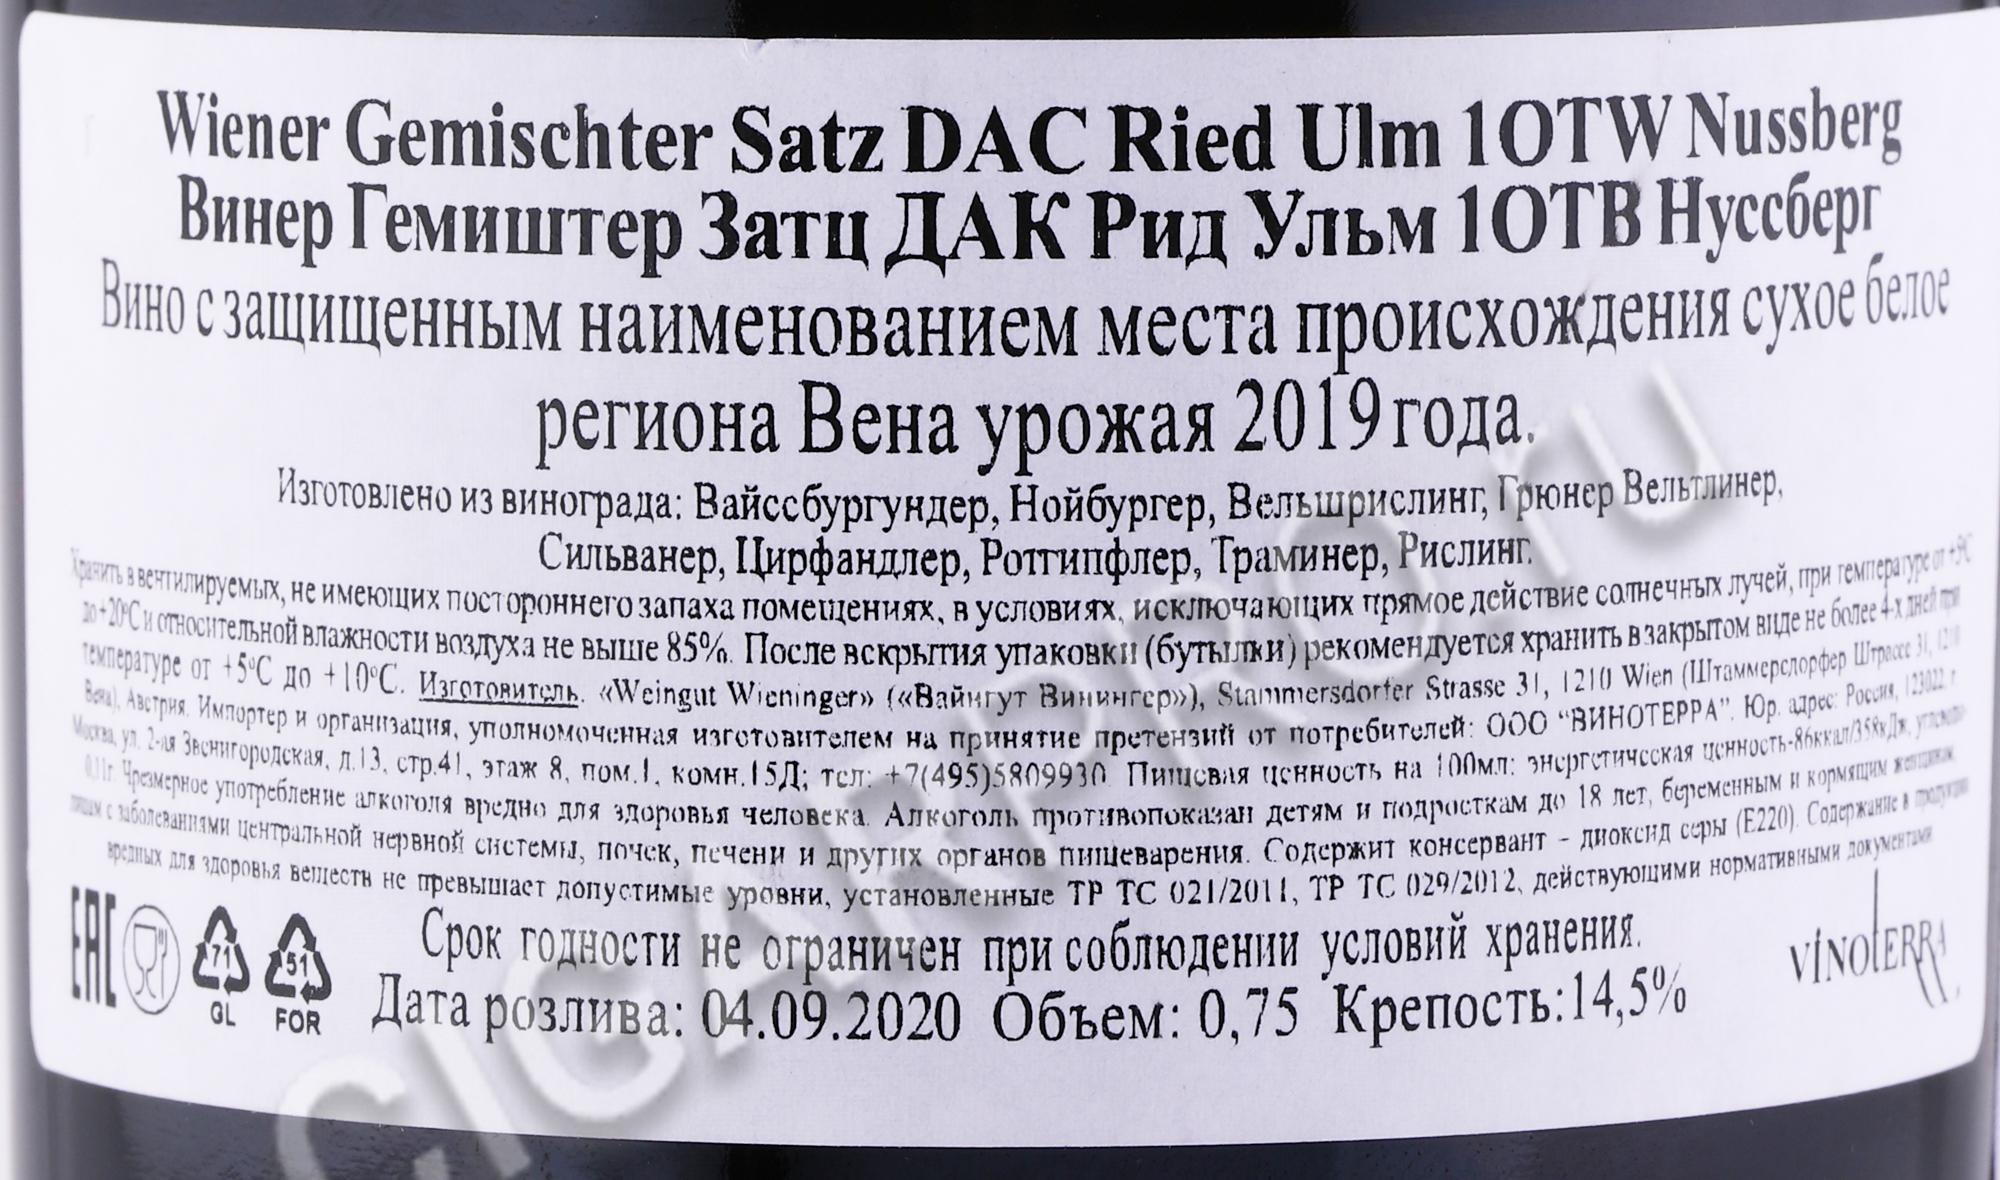 Wiener Gemischter Satz DAC Ried Ulm 1OTW Nussberg
Винер Гемиштер Затц ДАК Рид Ульм 1ОТВ Нуссберг
Вино с защищенным наименованием места происхождения сухое белое
региона Вена урожая 2019 года.
Изготовлено из винограда: Вайссбургундер, Нойбургер, Вельшрислинг, Грюнер Вельтлинер,
Сильванер, Цирфандлер, Ротгипфлер, Траминер, Рислинг.
Хранить в вентилируемых, не имеющих постороннего запаха помещениях, в условиях, исключающих прямое действие солнечных лучей, при температуре от +5°C
до +20°C и относительной влажности воздуха не выше 85%. После вскрытия упаковки (бутылки) рекомендуется хранить в закрытом виде не более 4-х дней при
температуре от +5°C до +10°C. Изготовитель. «Weingut Wieninger» («Вайнгут Винингер»), Stammersdorfer Strasse 31, 1210 Wien (Штаммерсдорфер Штрассе 31, 1210
Вена), Австрия. Импортер и организация, уполномоченная изготовителем на принятие претензий от потребителей: ООО "ВИНОТЕРРА". Юр. адрес: Россия, 123022, г.
Москва, ул. 2-ая Звенигородская, д.13, стр.41, этаж 8, пом.I, комн.15Д; тел: +7(495)5809930. Пищевая ценность на 100мл: энергетическая ценность-86ккал/358кДж, углеводы-
0,11г. Чрезмерное употребление алкоголя вредно для здоровья человека. Алкоголь противопоказан детям и подросткам до 18 лет, беременным и кормящим женщинам,
лицам с заболеваниями центральной нервной системы, почек, печени и других органов пищеварения. Содержит консервант - диоксид серы (E220). Содержание в продукции
вредных для здоровья веществ не превышает допустимые уровни, установленные ТР ТС 021/2011, ТР ТС 029/2012, действующими нормативными документами
Срок годности не ограничен при соблюдении условий хранения.
Дата розлива: 04.09.2020 Объем: 0,75 Крепость:14,5%
EAC
71
GL
51
FOR
VINOTERRA
CIGARPRO.ru